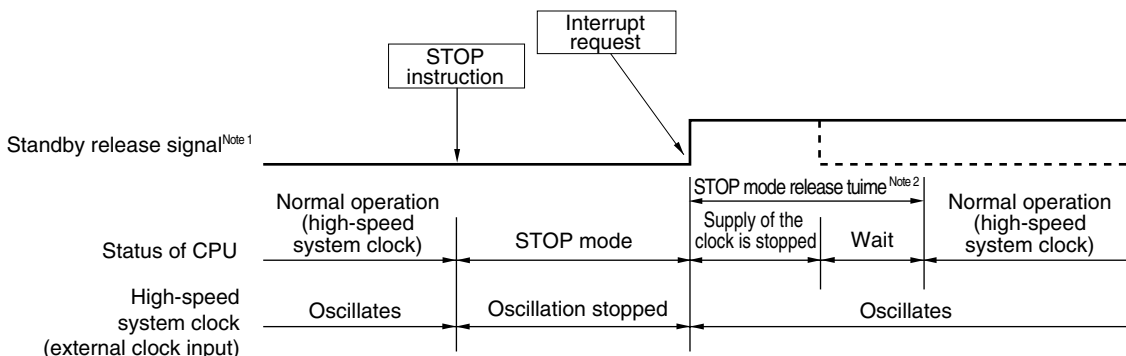 Interrupt
request
STOP
instruction
Standby release signal Note 1
STOP mode release tuime Note 2
Normal operation
(high-speed
system clock)
Supply of the
clock is stopped
Normal operation
(high-speed
system clock)
Status of CPU
STOP mode
Wait
High-speed
system clock
(external clock input)
Oscillates
Oscillation stopped
Oscillates